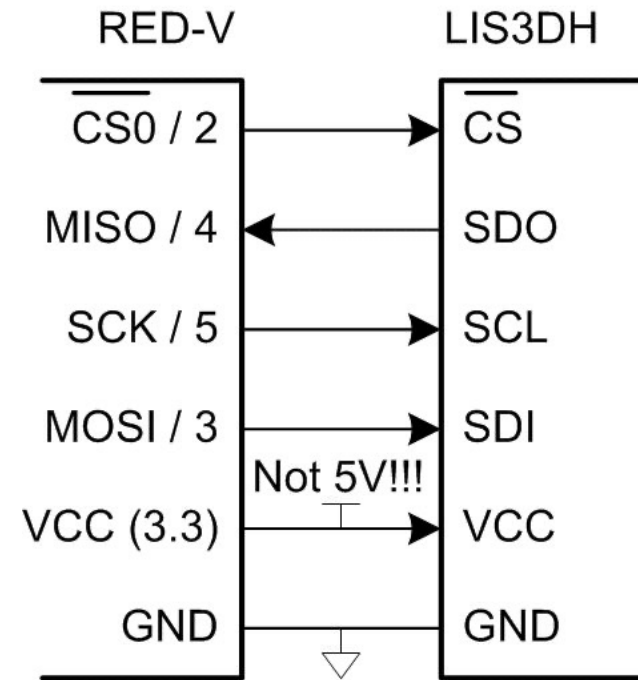 RED-V LIS3DH
CS0 / 2 CS
MISO / 4 SDO
SCK / 5 SCL
MOSI / 3 SDI
Not 5V!!!
VCC (3.3) VCC
GND GND